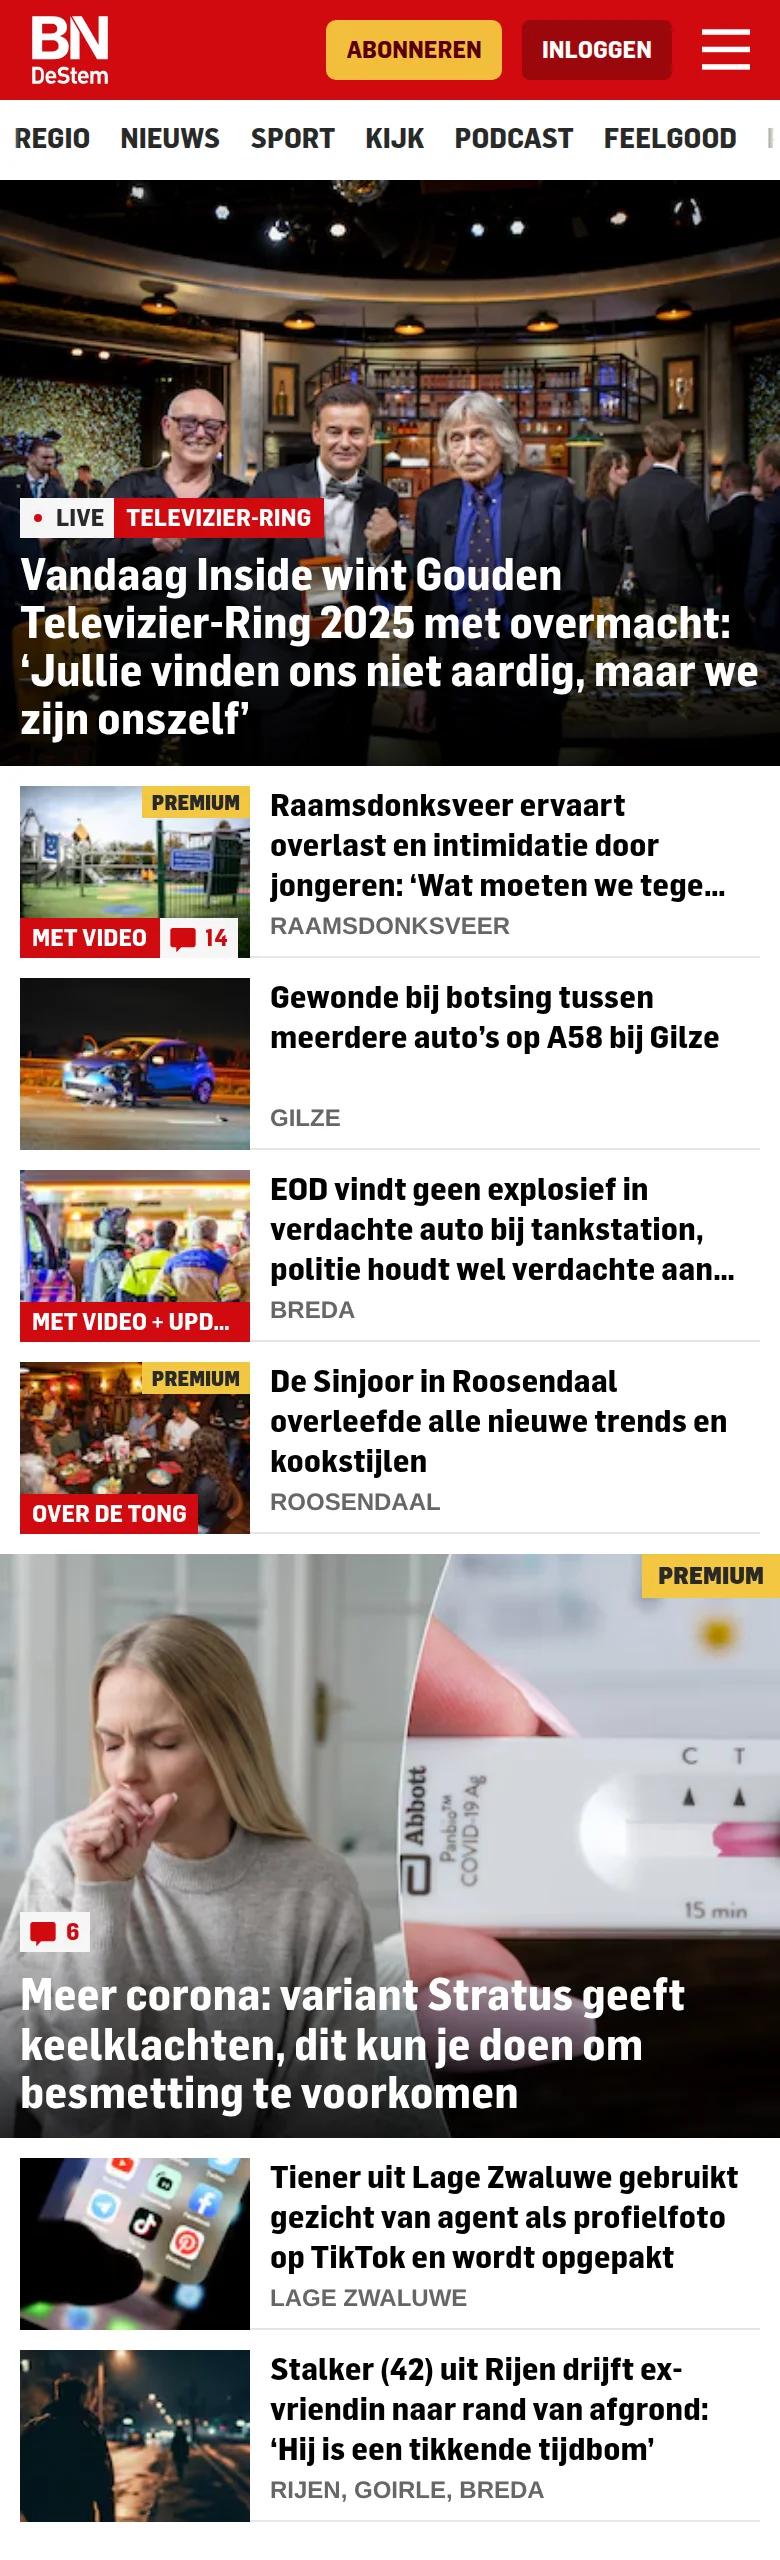 BN
DeStem
ABONNEREN
INLOGGEN
REGIO NIEUWS SPORT KIJK PODCAST FEELGOOD
LIVE TELEVIZIER-RING
Vandaag Inside wint Gouden
Televizier-Ring 2025 met overmacht:
‘Jullie vinden ons niet aardig, maar we
zijn onszelf’
PREMIUM
MET VIDEO 14
Raamsdonksveer ervaart
overlast en intimidatie door
jongeren: ‘Wat moeten we tege...
RAAMSDONKSVEER
Gewonde bij botsing tussen
meerdere auto’s op A58 bij Gilze
GILZE
MET VIDEO + UPD...
EOD vindt geen explosief in
verdachte auto bij tankstation,
politie houdt wel verdachte aan...
BREDA
PREMIUM
OVER DE TONG
De Sinjoor in Roosendaal
overleefde alle nieuwe trends en
kookstijlen
ROOSENDAAL
PREMIUM
C T
Abbott
Panbio™
COVID-19 Ag
15 min
6
Meer corona: variant Stratus geeft
keelklachten, dit kun je doen om
besmetting te voorkomen
Tiener uit Lage Zwaluwe gebruikt
gezicht van agent als profielfoto
op TikTok en wordt opgepakt
LAGE ZWALUWE
Stalker (42) uit Rijen drijft ex-
vriendin naar rand van afgrond:
‘Hij is een tikkende tijdbom’
RIJEN, GOIRLE, BREDA